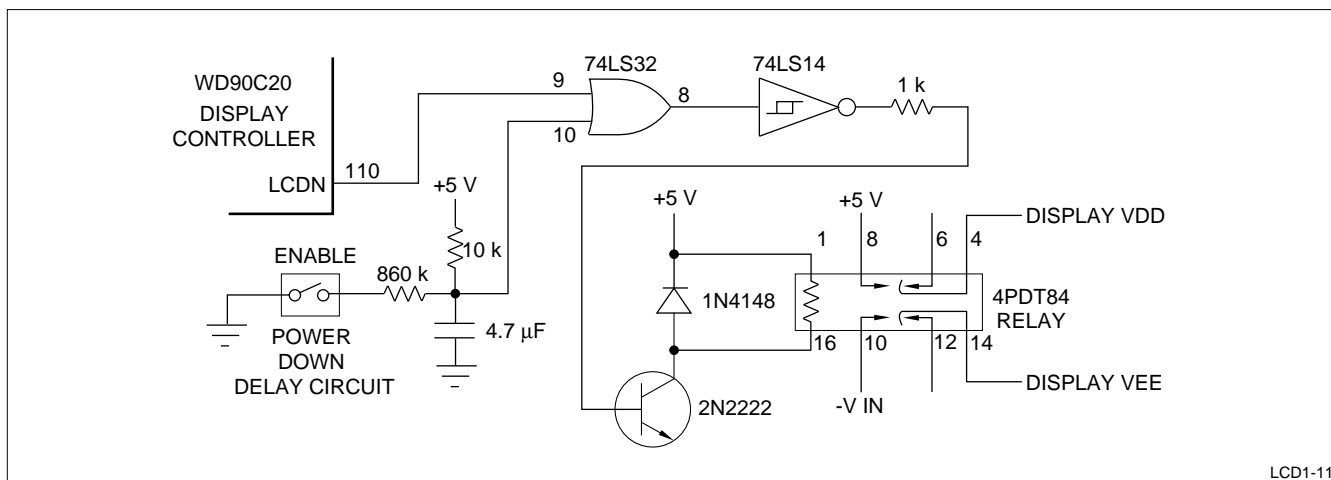 WD90C20
DISPLAY
CONTROLLER
LCDN
110
74LS32
9
10
8
74LS14
1 k
+5 V
10 k
ENABLE
860 k
4.7 μF
POWER
DOWN
DELAY CIRCUIT
+5 V
1N4148
2N2222
+5 V
1
8
6
4
DISPLAY VDD
4PDT84
RELAY
16
10
12
14
-V IN
DISPLAY VEE
LCD1-11